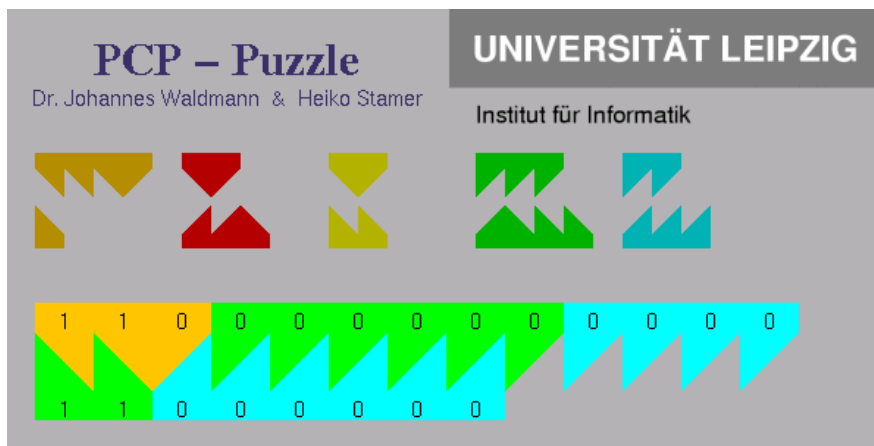 PCP – Puzzle
Dr. Johannes Waldmann & Heiko Stamer
UNIVERSITÄT LEIPZIG
Institut für Informatik
1 1 0 0 0 0 0 0 0 0 0 0 0
1 1 0 0 0 0 0 0